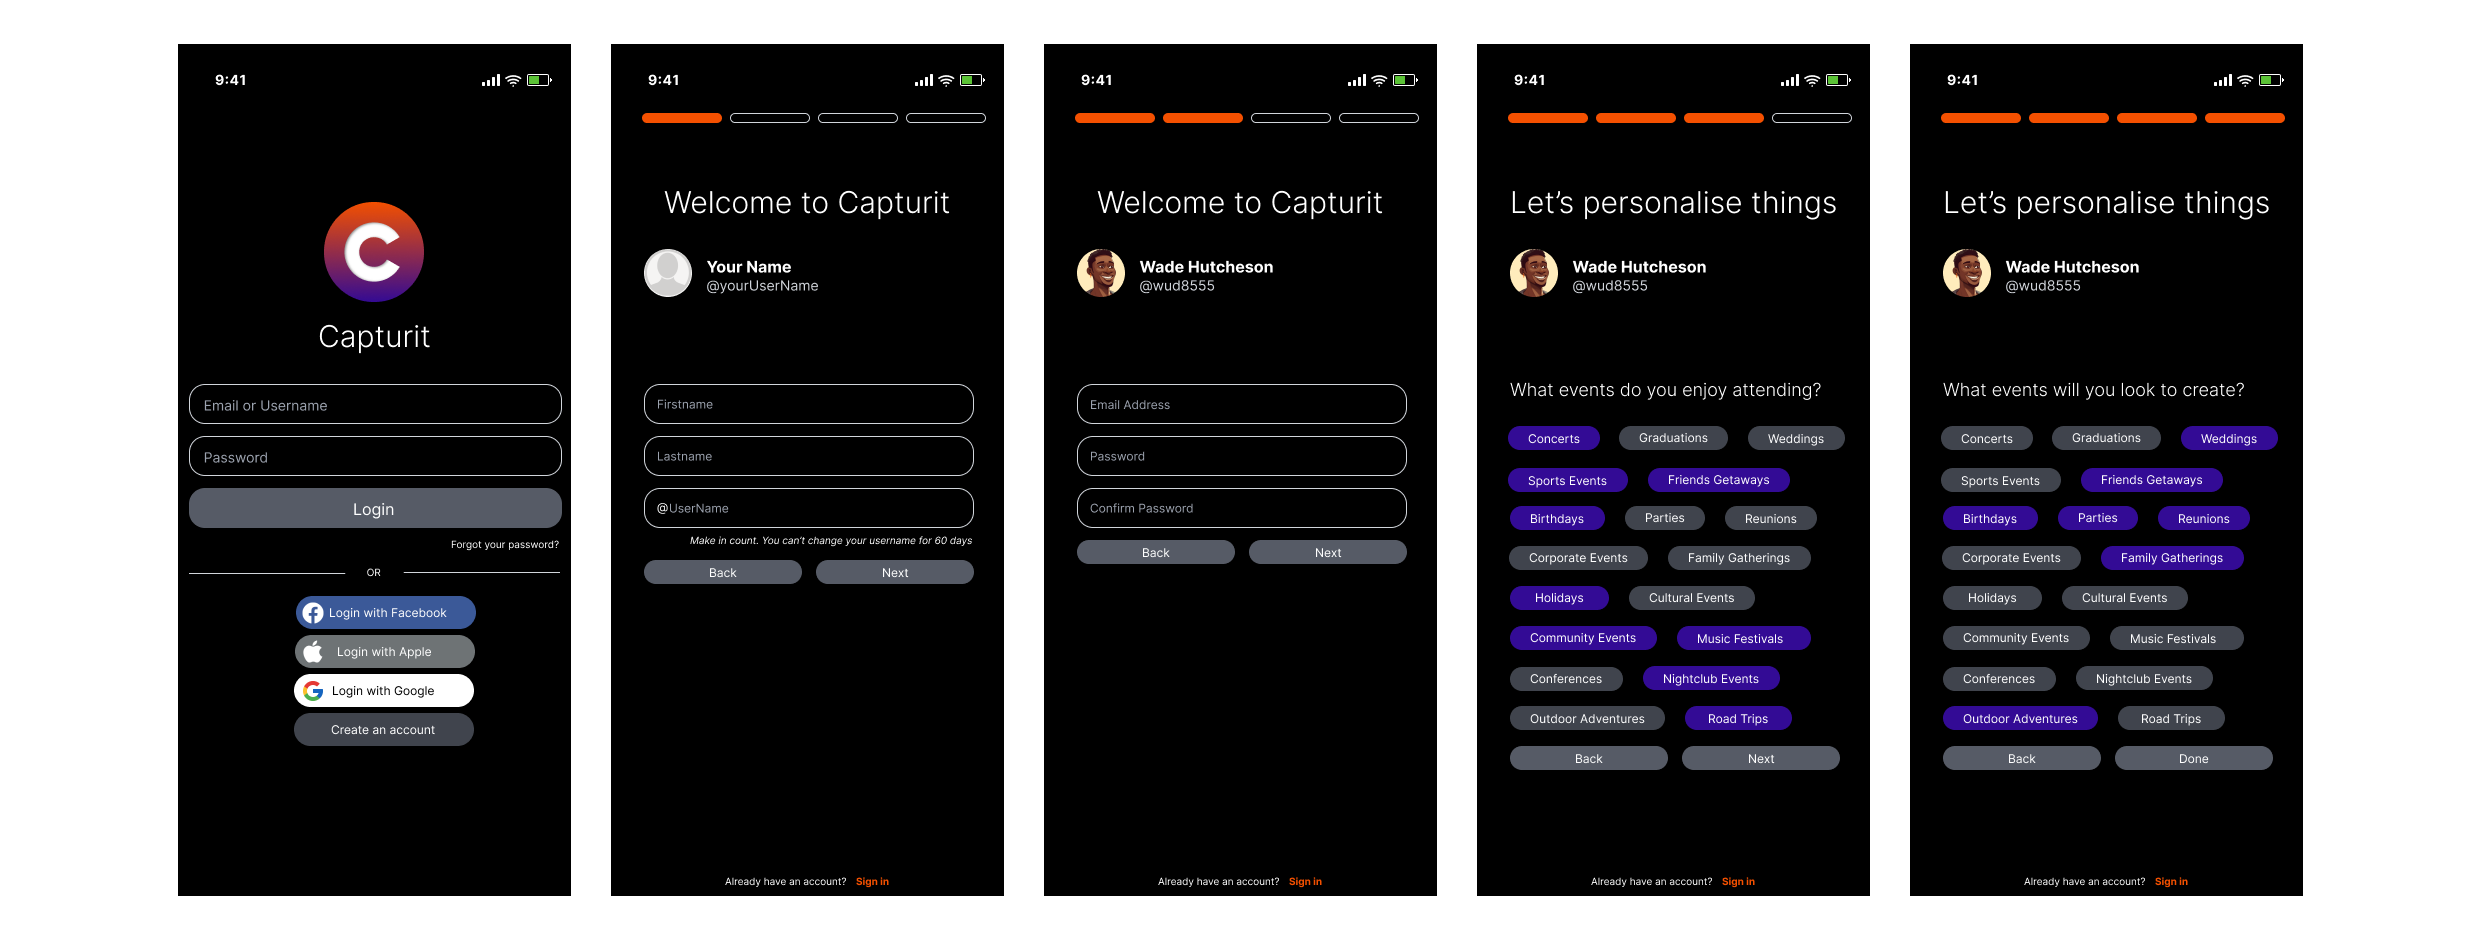 9:41
C
Capturit
Email or Username
Password
Login
Forgot your password?
OR
Login with Facebook
Login with Apple
Login with Google
Create an account
9:41
Welcome to Capturit
Your Name
@yourUserName
Firstname
Lastname
@UserName
Make in count. You can't change your username for 60 days
Back Next
Already have an account? Sign in
9:41
Welcome to Capturit
Wade Hutcheson
@wud8555
Email Address
Password
Confirm Password
Back Next
Already have an account? Sign in
9:41
Let's personalise things
Wade Hutcheson
@wud8555
What events do you enjoy attending?
Concerts Graduations Weddings
Sports Events Friends Getaways
Birthdays Parties Reunions
Corporate Events Family Gatherings
Holidays Cultural Events
Community Events Music Festivals
Conferences Nightclub Events
Outdoor Adventures Road Trips
Back Next
Already have an account? Sign in
9:41
Let's personalise things
Wade Hutcheson
@wud8555
What events will you look to create?
Concerts Graduations Weddings
Sports Events Friends Getaways
Birthdays Parties Reunions
Corporate Events Family Gatherings
Holidays Cultural Events
Community Events Music Festivals
Conferences Nightclub Events
Outdoor Adventures Road Trips
Back Done
Already have an account? Sign in